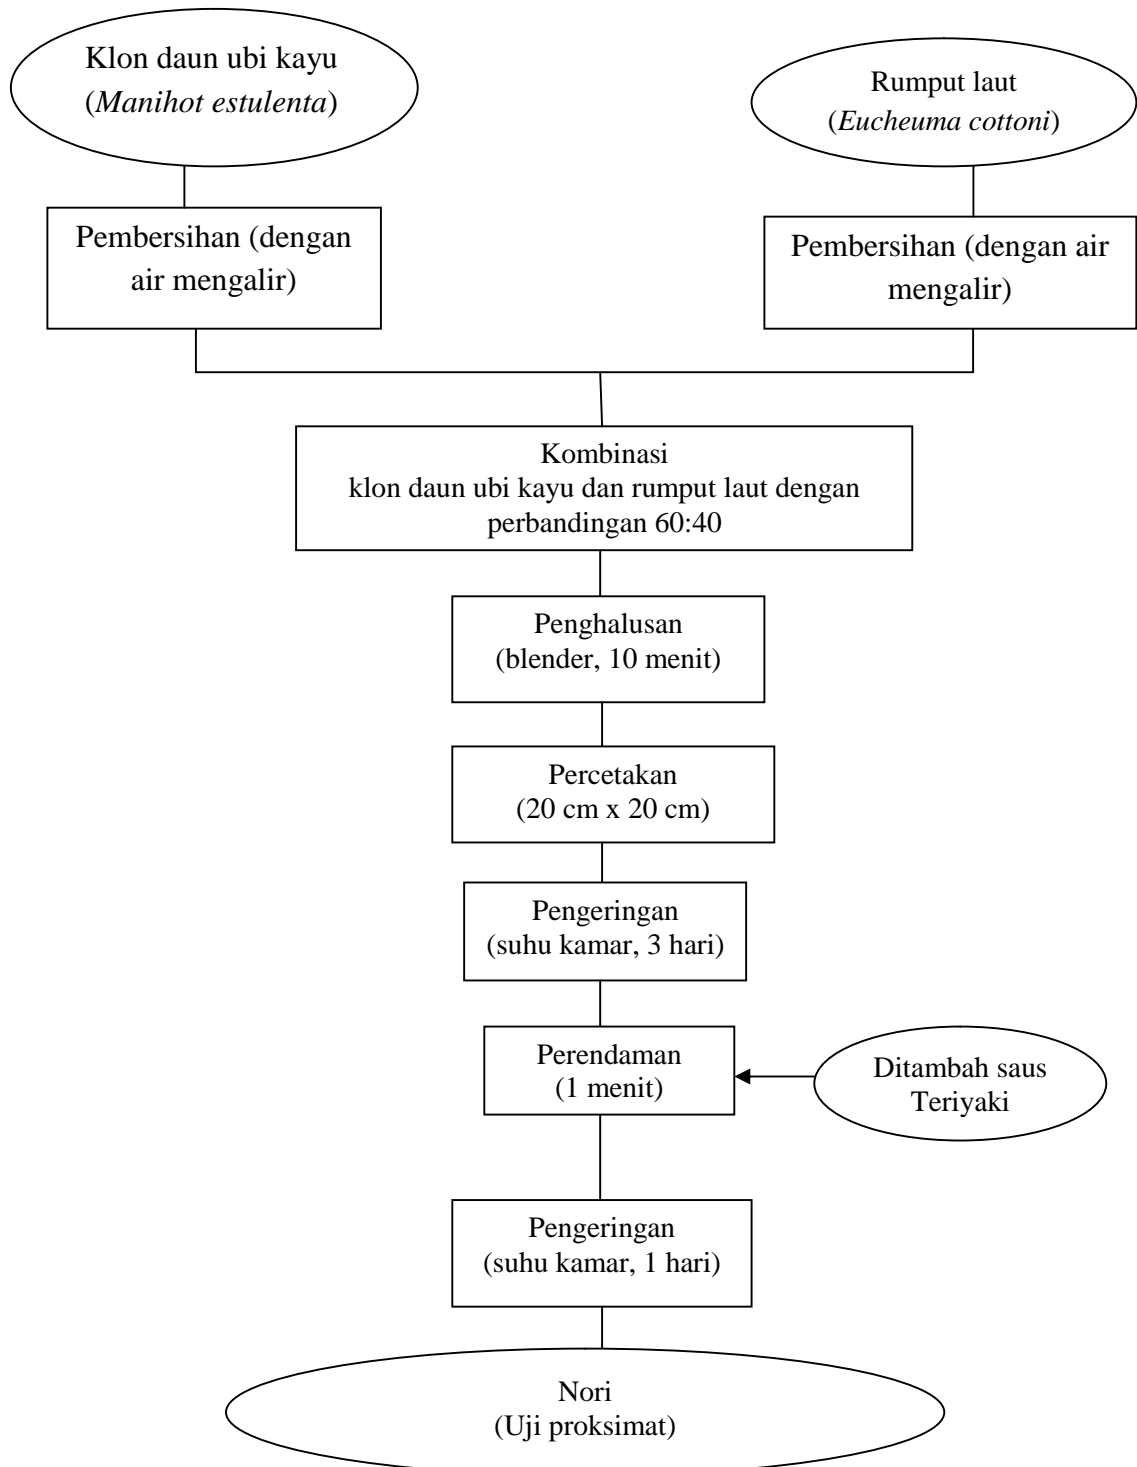 Klon daun ubi kayu
(Manihot estulenta)
Rumput laut
(Eucheuma cottoni)
Pembersihan (dengan
air mengalir)
Pembersihan (dengan air
mengalir)
Kombinasi
klon daun ubi kayu dan rumput laut dengan
perbandingan 60:40
Penghalusan
(blender, 10 menit)
Percetakan
(20 cm x 20 cm)
Pengeringan
(suhu kamar, 3 hari)
Perendaman
(1 menit)
Ditambah saus
Teriyaki
Pengeringan
(suhu kamar, 1 hari)
Nori
(Uji proksimat)